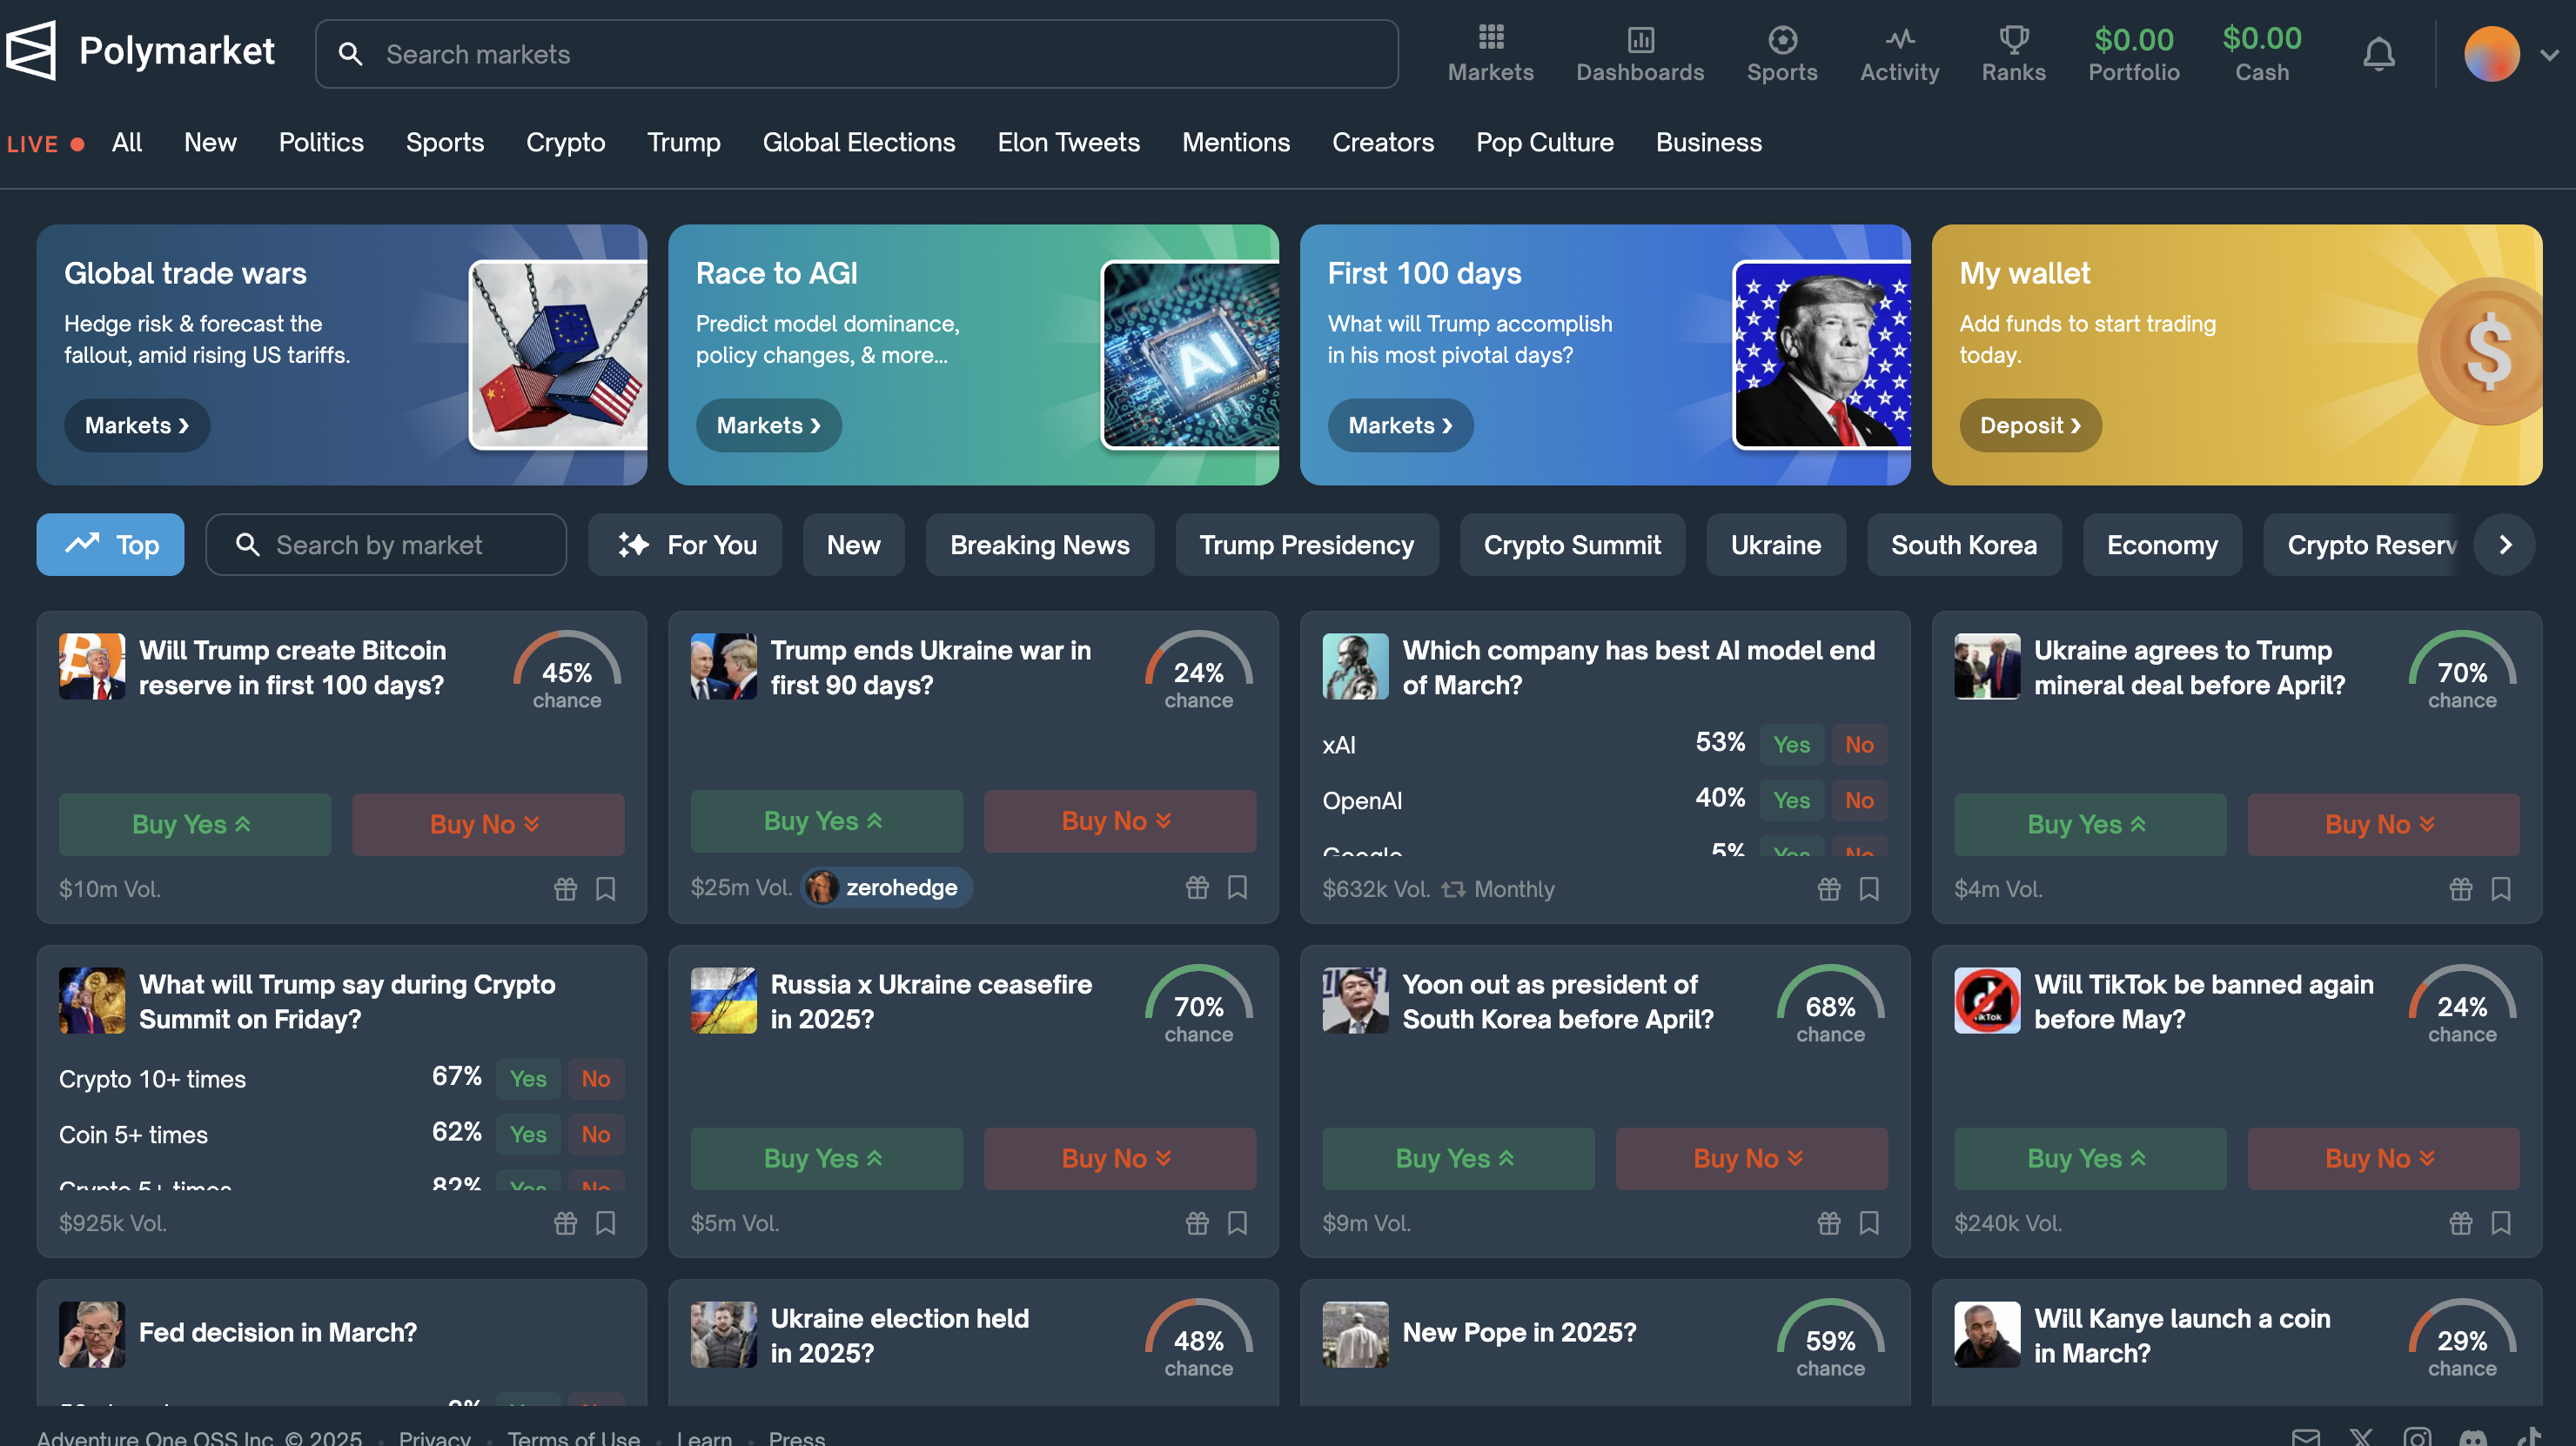 Polymarket
Search markets
Markets
Dashboards
Sports
Activity
Ranks
$0.00
Portfolio
$0.00
Cash
LIVE
All New Politics Sports Crypto Trump Global Elections Elon Tweets Mentions Creators Pop Culture Business
Global trade wars
Hedge risk & forecast the
fallout, amid rising US tariffs.
Markets
Race to AGI
Predict model dominance,
policy changes, & more...
Markets
AI
First 100 days
What will Trump accomplish
in his most pivotal days?
Markets
My wallet
Add funds to start trading
today.
Deposit
$
Top
Search by market
For You
New
Breaking News
Trump Presidency
Crypto Summit
Ukraine
South Korea
Economy
Crypto Reserv
Will Trump create Bitcoin
reserve in first 100 days?
45%
chance
Buy Yes
Buy No
$10m Vol.
Trump ends Ukraine war in
first 90 days?
24%
chance
Buy Yes
Buy No
$25m Vol. zerohedge
Which company has best AI model end
of March?
xAI 53% Yes No
OpenAI 40% Yes No
Google 5% Yes No
$632k Vol. Monthly
Ukraine agrees to Trump
mineral deal before April?
70%
chance
Buy Yes
Buy No
$4m Vol.
What will Trump say during Crypto
Summit on Friday?
Crypto 10+ times 67% Yes No
Coin 5+ times 62% Yes No
Crypto 5+ times 82% Yes No
$925k Vol.
Russia x Ukraine ceasefire
in 2025?
70%
chance
Buy Yes
Buy No
$5m Vol.
Yoon out as president of
South Korea before April?
68%
chance
Buy Yes
Buy No
$9m Vol.
TikTok
Will TikTok be banned again
before May?
24%
chance
Buy Yes
Buy No
$240k Vol.
Fed decision in March?
Ukraine election held
in 2025?
48%
chance
New Pope in 2025?
59%
chance
Will Kanye launch a coin
in March?
29%
chance
Adventure One QSS Inc. © 2025 · Privacy · Terms of Use · Learn · Press